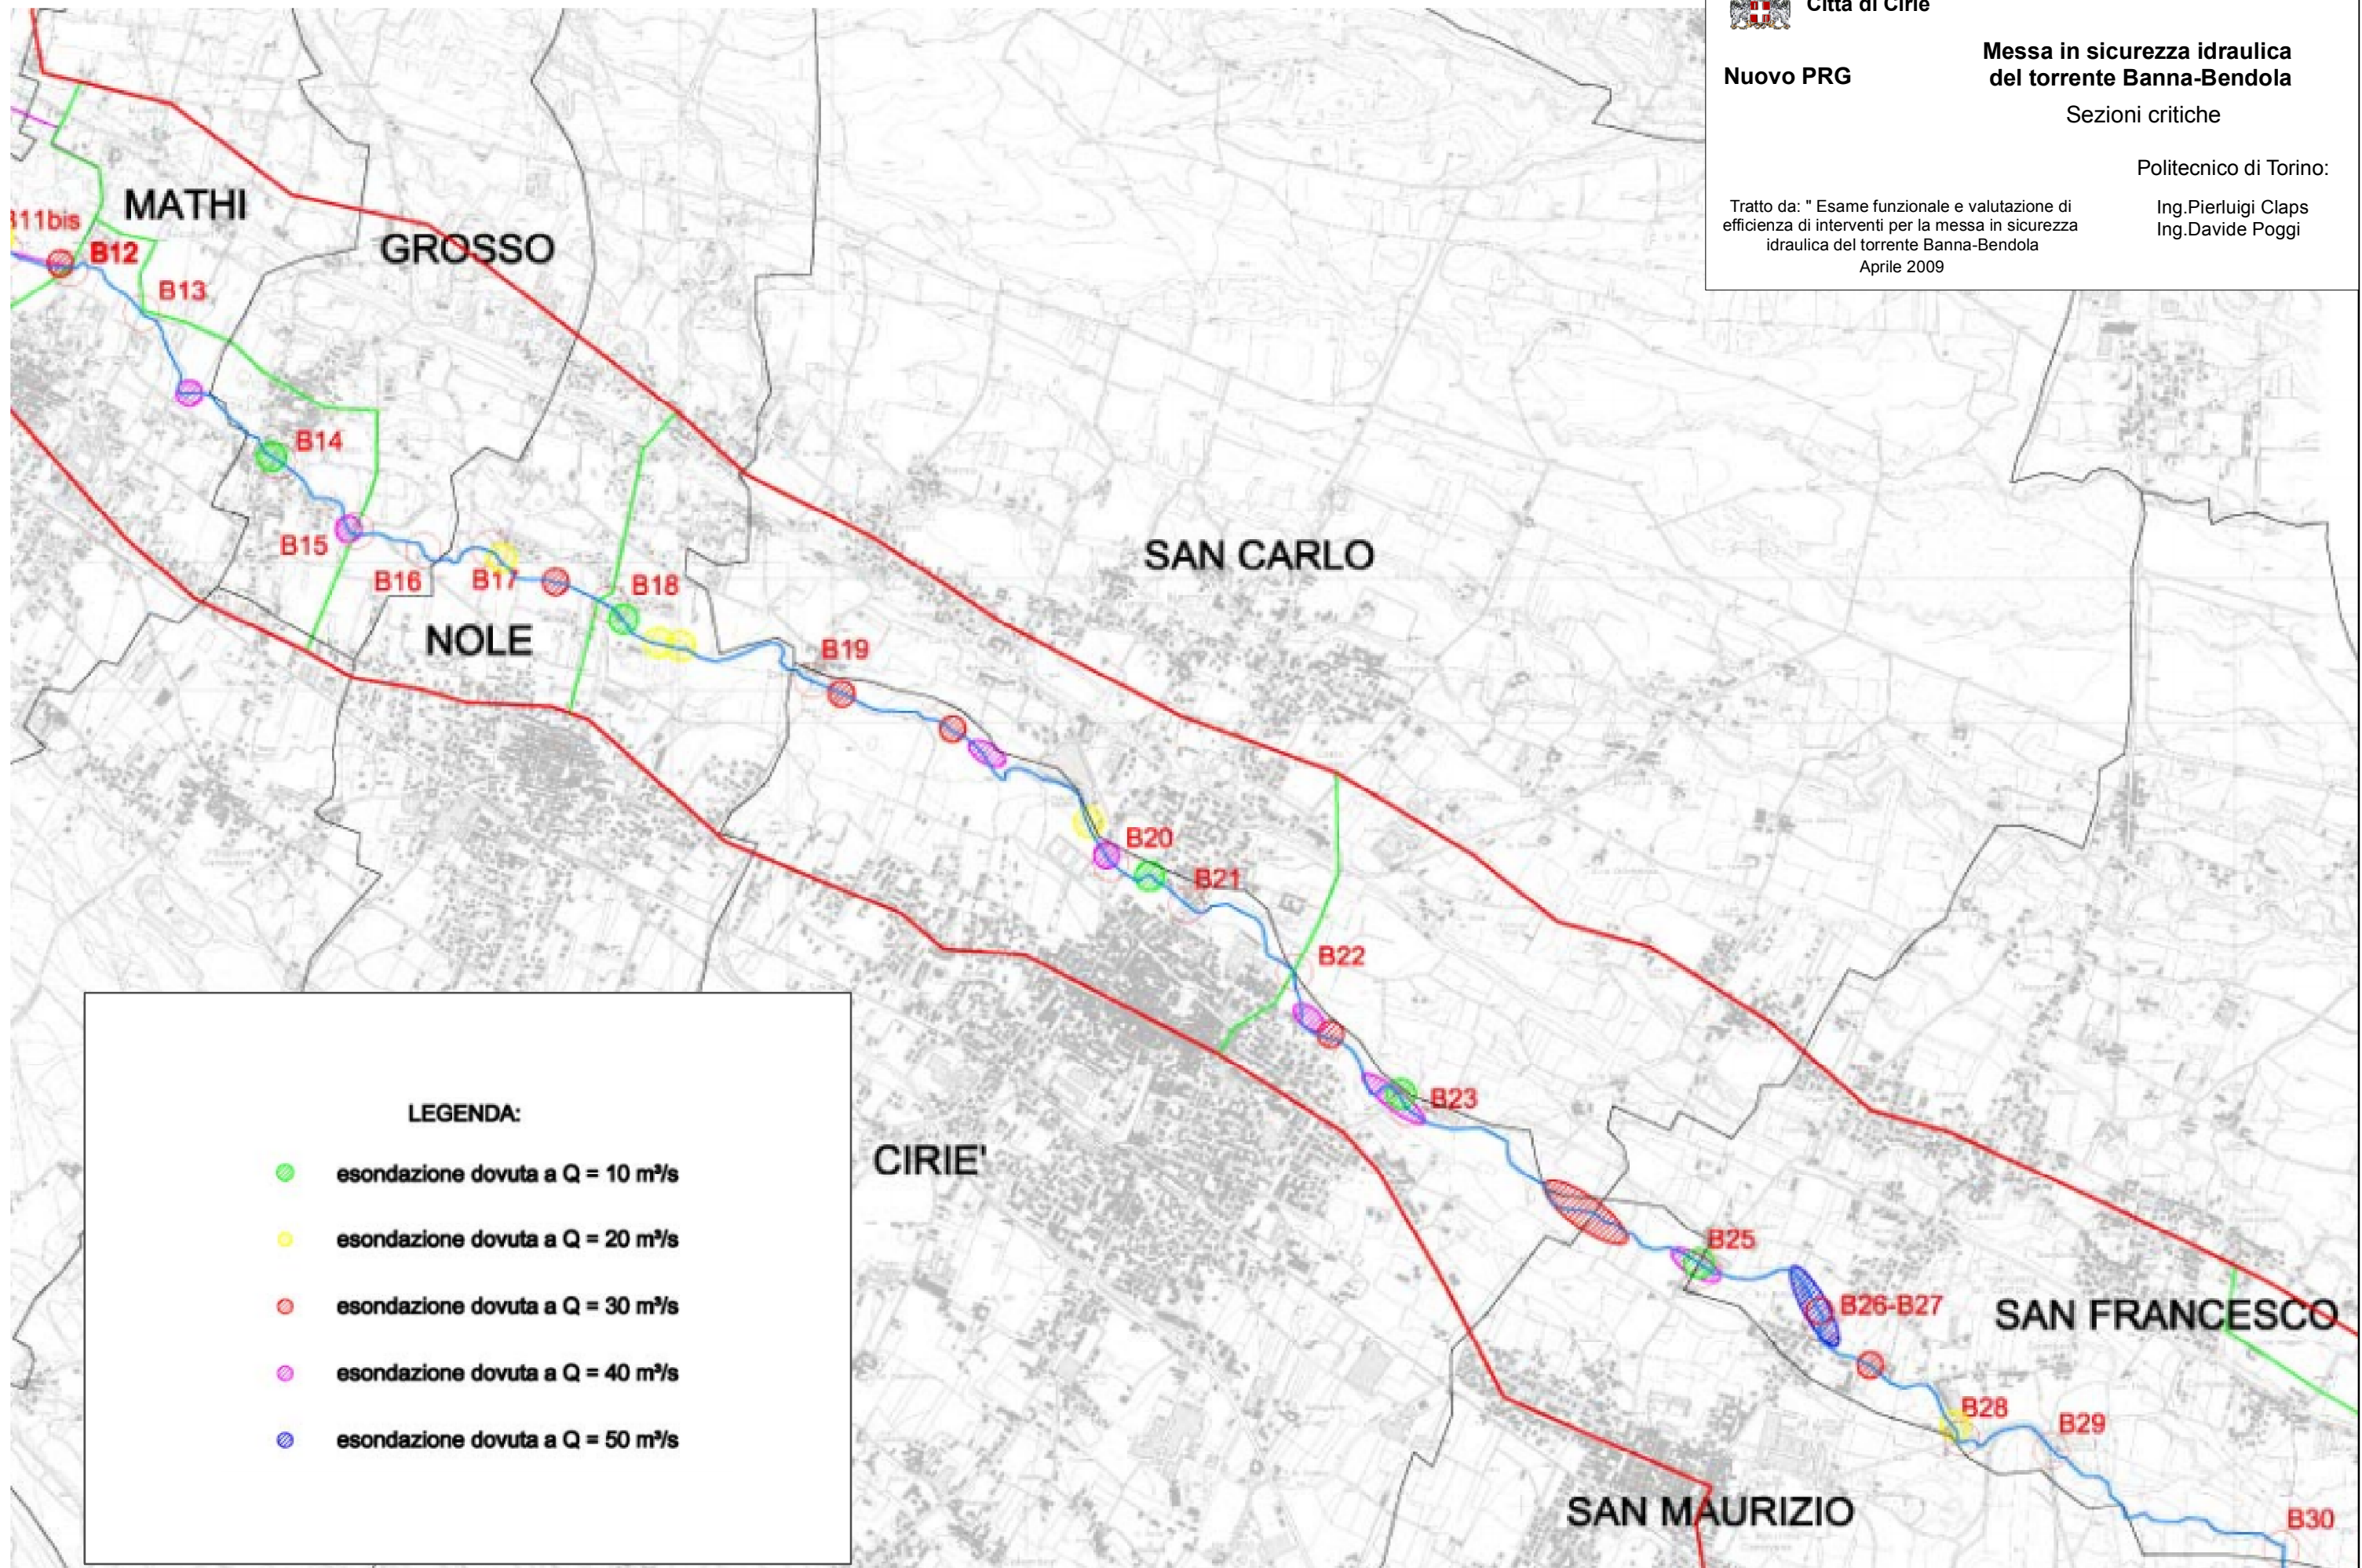 Città di Cirié
Nuovo PRG
Messa in sicurezza idraulica
del torrente Banna-Bendola
Sezioni critiche
Politecnico di Torino:
Tratto da: " Esame funzionale e valutazione di
efficienza di interventi per la messa in sicurezza
idraulica del torrente Banna-Bendola
Aprile 2009
Ing.Pierluigi Claps
Ing.Davide Poggi
MATHI
B11bis
B12
GROSSO
B13
B14
B15
B16
B17
B18
SAN CARLO
NOLE
B19
B20
B21
B22
B23
CIRIE'
B25
B26-B27
SAN FRANCESCO
B28
B29
SAN MAURIZIO
B30
LEGENDA:
esondazione dovuta a Q = 10 m³/s
esondazione dovuta a Q = 20 m³/s
esondazione dovuta a Q = 30 m³/s
esondazione dovuta a Q = 40 m³/s
esondazione dovuta a Q = 50 m³/s